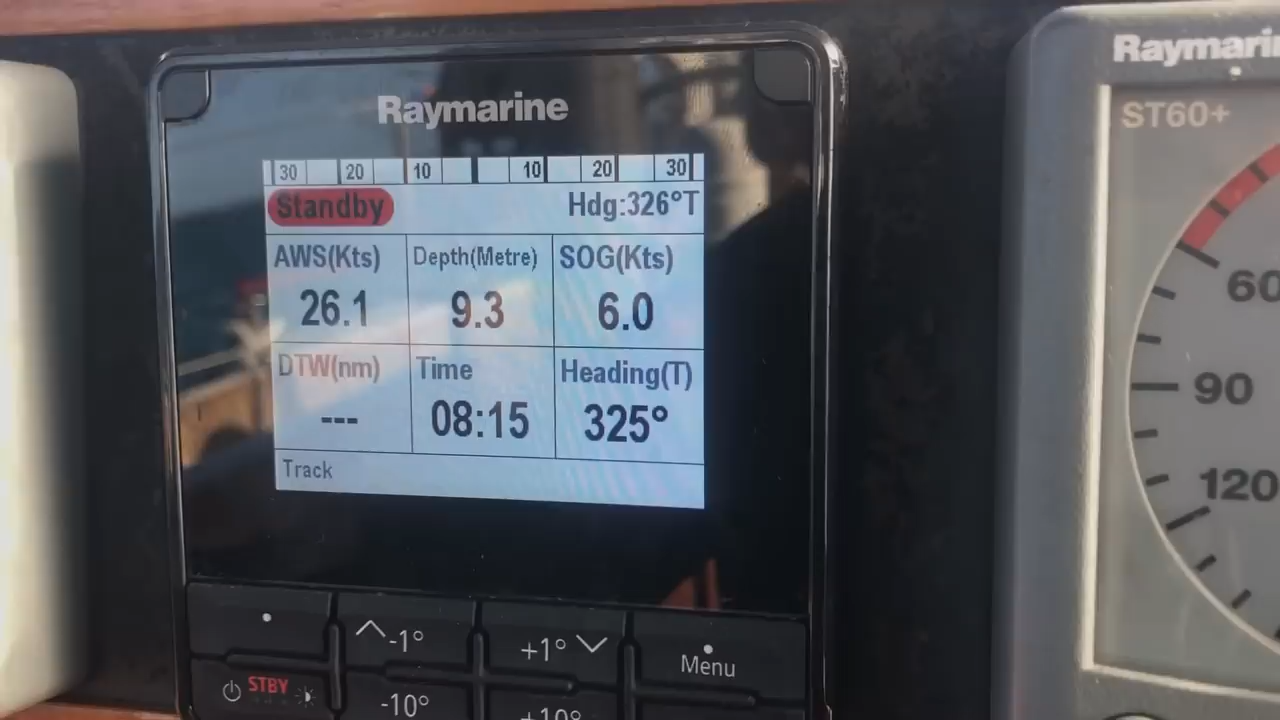 Raymarine
30 20 10 10 20 30
Standby Hdg:326°T
AWS(Kts) Depth(Metre) SOG(Kts)
26.1 9.3 6.0
DTW(nm) Time Heading(T)
--- 08:15 325°
Track
-1° +1° Menu
STBY -10° +10°
Raymarin
ST60+
60
90
120